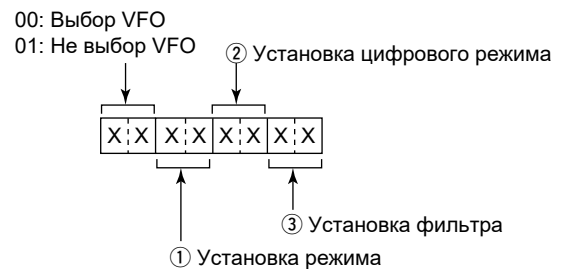 00: Выбор VFO
01: Не выбор VFO
② Установка цифрового режима
X X X X X X X X
③ Установка фильтра
① Установка режима